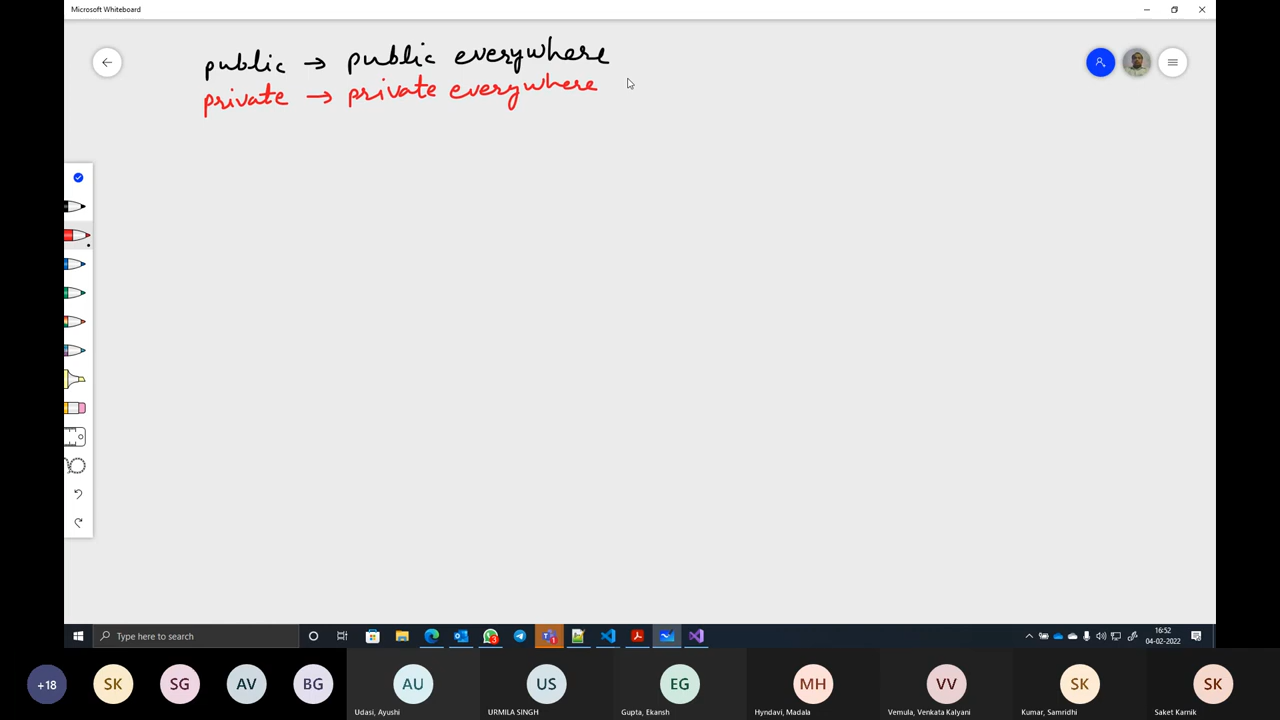 Microsoft Whiteboard
public → public everywhere
private → private everywhere
Type here to search
3
1
16:52
04-02-2022
+18
SK
SG
AV
BG
AU
US
EG
MH
VV
SK
SK
Udasi, Ayushi
URMILA SINGH
Gupta, Ekansh
Hyndavi, Madala
Vemula, Venkata Kalyani
Kumar, Samridhi
Saket Karnik